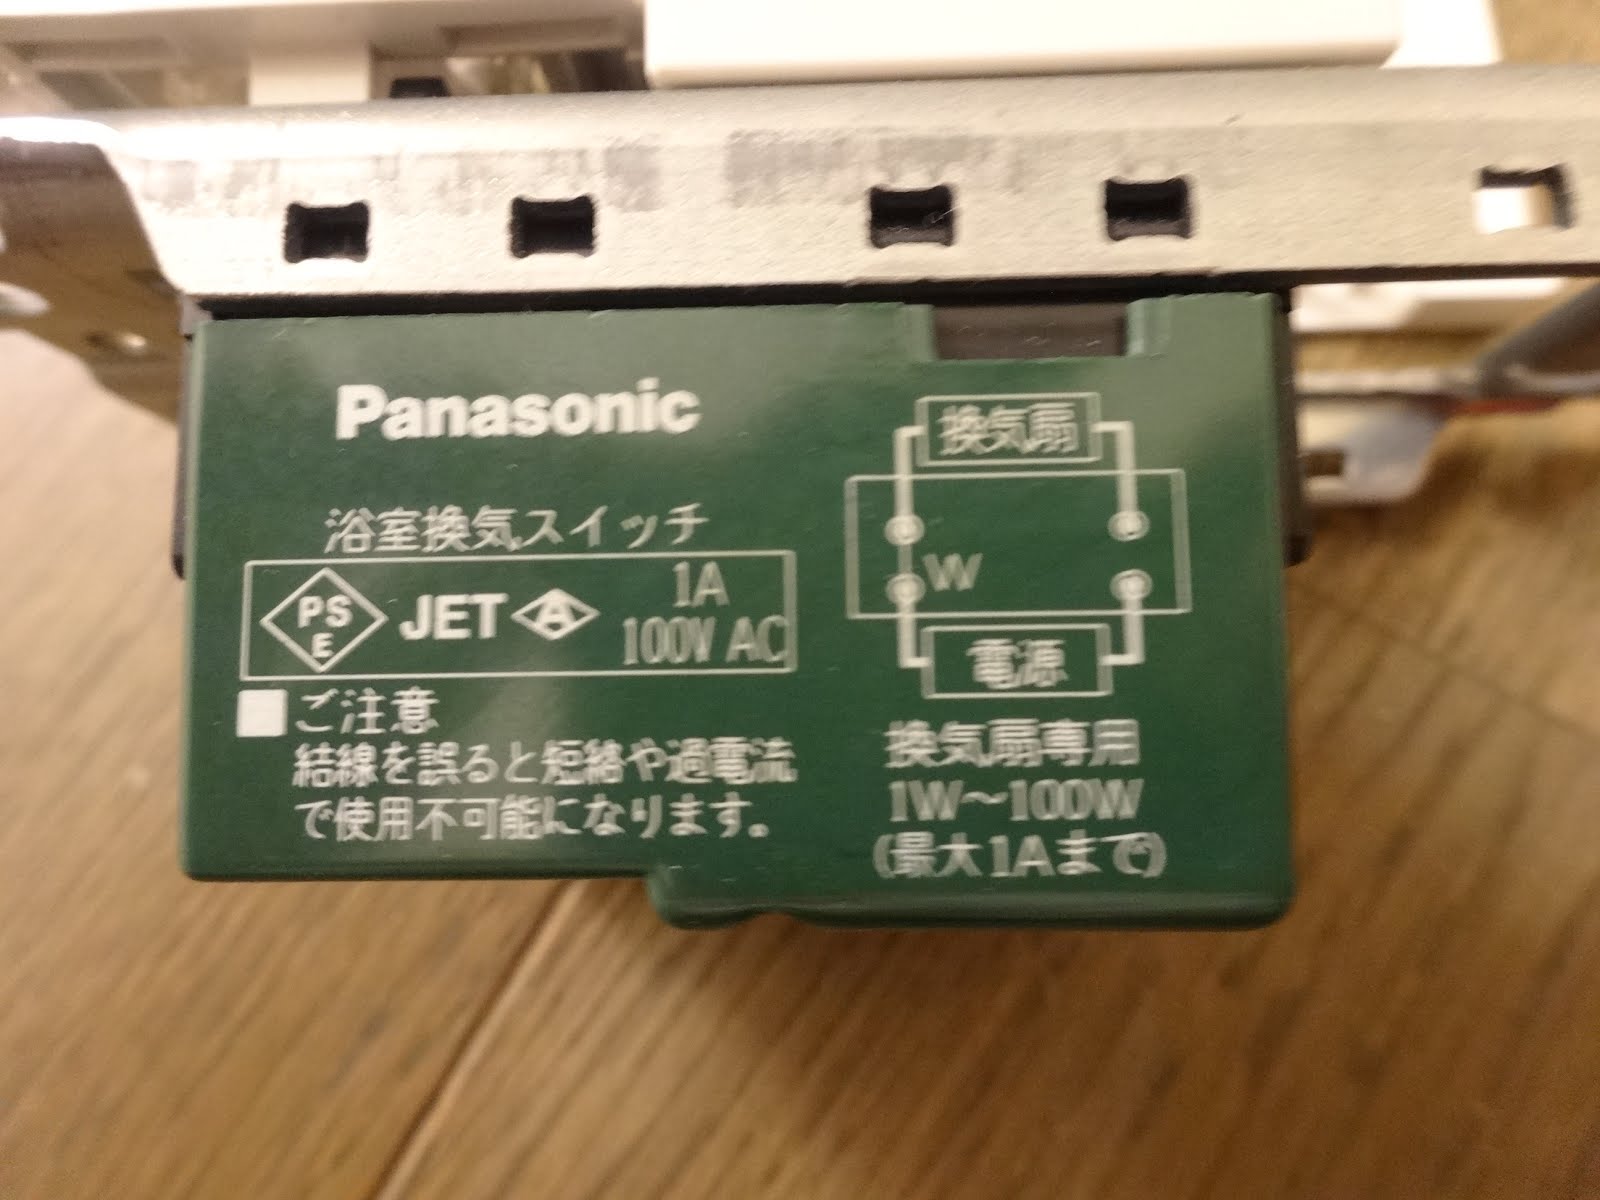 Panasonic
浴室換気スイッチ
PS
E
JET A
1A
100V AC
■ご注意
結線を誤ると短絡や過電流
で使用不可能になります。
換気扇
W
電源
換気扇専用
1W〜100W
(最大1Aまで)